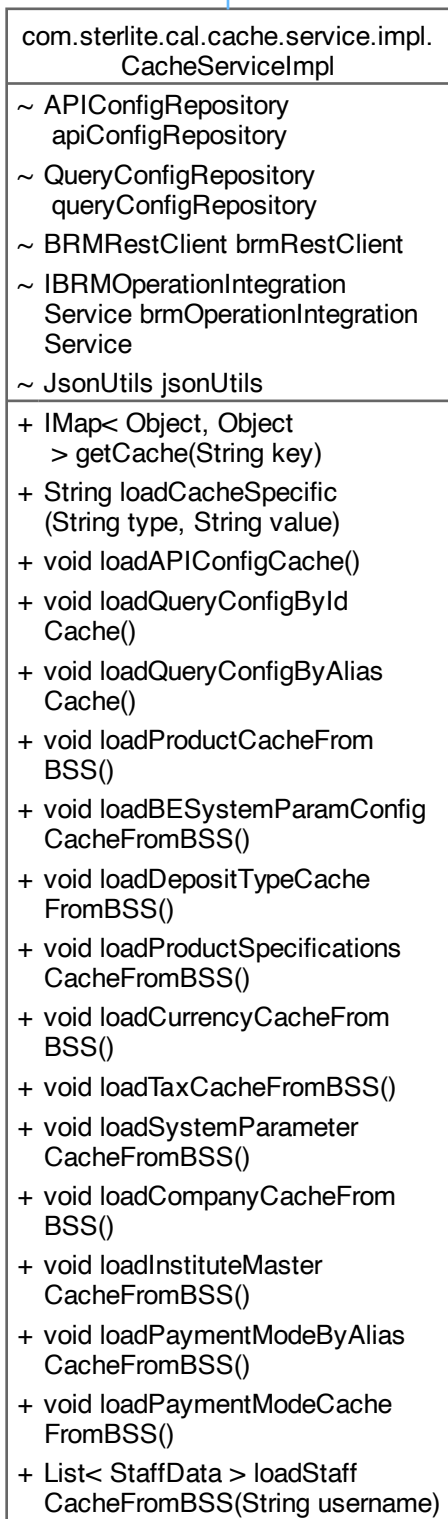 com.sterlite.cal.cache.service.impl.
CacheServiceImpl
~ APIConfigRepository
apiConfigRepository
~ QueryConfigRepository
queryConfigRepository
~ BRMRestClient brmRestClient
~ IBRMOperationIntegration
Service brmOperationIntegration
Service
~ JsonUtils jsonUtils
+ IMap< Object, Object
> getCache(String key)
+ String loadCacheSpecific
(String type, String value)
+ void loadAPIConfigCache()
+ void loadQueryConfigById
Cache()
+ void loadQueryConfigByAlias
Cache()
+ void loadProductCacheFrom
BSS()
+ void loadBESystemParamConfig
CacheFromBSS()
+ void loadDepositTypeCache
FromBSS()
+ void loadProductSpecifications
CacheFromBSS()
+ void loadCurrencyCacheFrom
BSS()
+ void loadTaxCacheFromBSS()
+ void loadSystemParameter
CacheFromBSS()
+ void loadCompanyCacheFrom
BSS()
+ void loadInstituteMaster
CacheFromBSS()
+ void loadPaymentModeByAlias
CacheFromBSS()
+ void loadPaymentModeCache
FromBSS()
+ List< StaffData > loadStaff
CacheFromBSS(String username)